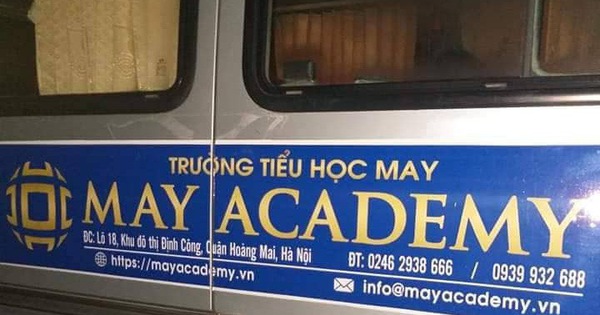 TRƯỜNG TIỂU HỌC MAY
MAY ACADEMY
ĐC: Lô 18, Khu đô thị Định Công, Quận Hoàng Mai, Hà Nội ĐT: 0246 2938 666 / 0939 932 688
https://mayacademy.vn info@mayacademy.vn